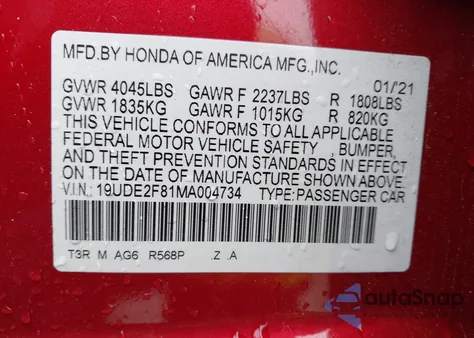 MFD.BY HONDA OF AMERICA MFG.,INC. 01/'21
GVWR 4045LBS GAWR F 2237LBS R 1808LBS
GVWR 1835KG GAWR F 1015KG R 820KG
THIS VEHICLE CONFORMS TO ALL APPLICABLE
FEDERAL MOTOR VEHICLE SAFETY , BUMPER,
AND THEFT PREVENTION STANDARDS IN EFFECT
ON THE DATE OF MANUFACTURE SHOWN
ABOVE.
V.I.N: 19UDE2F81MA004734 TYPE:PASSENGER CAR
T3R M AG6 R568P .Z .A
autoSnap